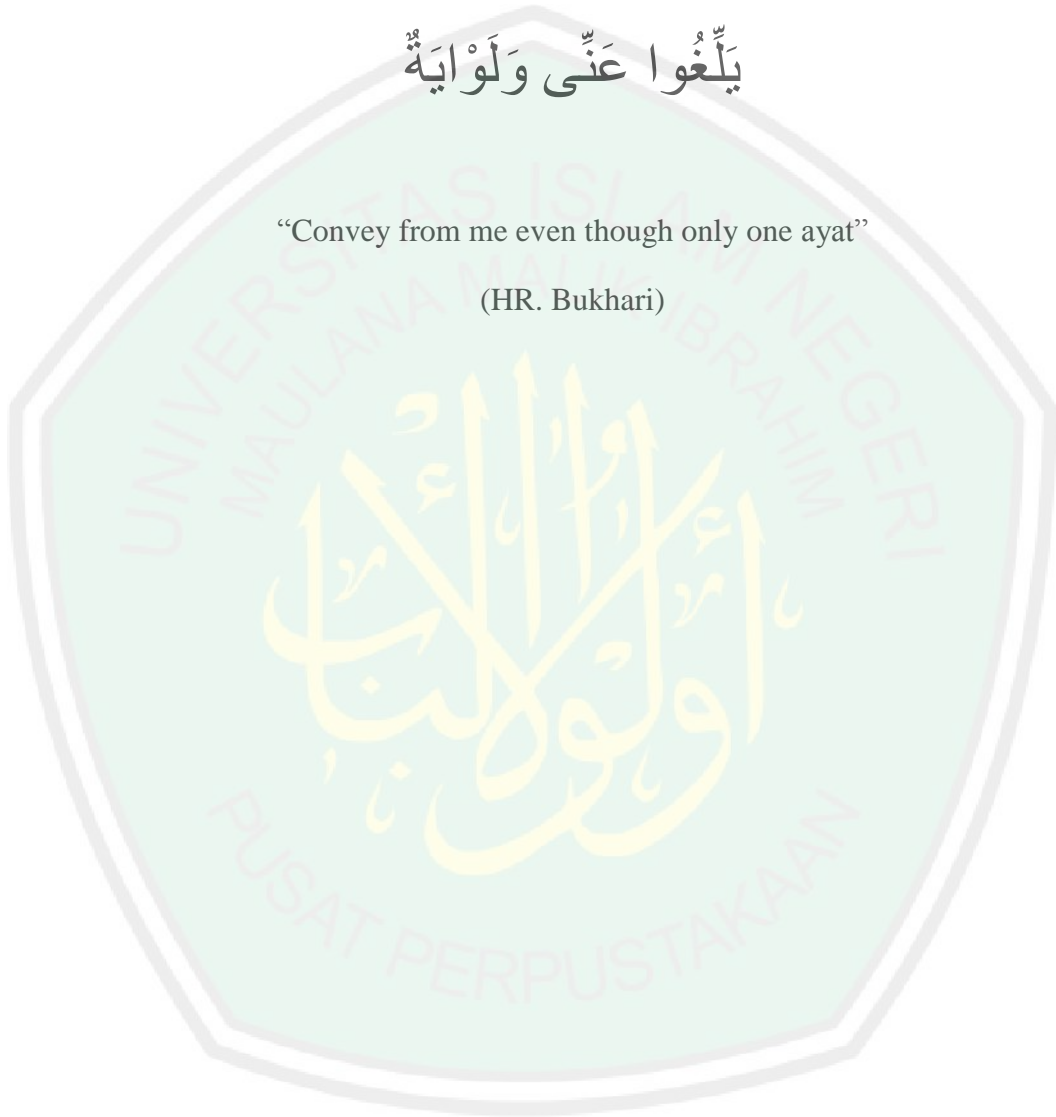 يَلِّغُوا عَنِّى وَلَوْايَةٌ
“Convey from me even though only one ayat”
(HR. Bukhari)
UNIVERSITAS ISLAM NEGERI
MAULANA MALIK IBRAHIM
PUSAT PERPUSTAKAAN